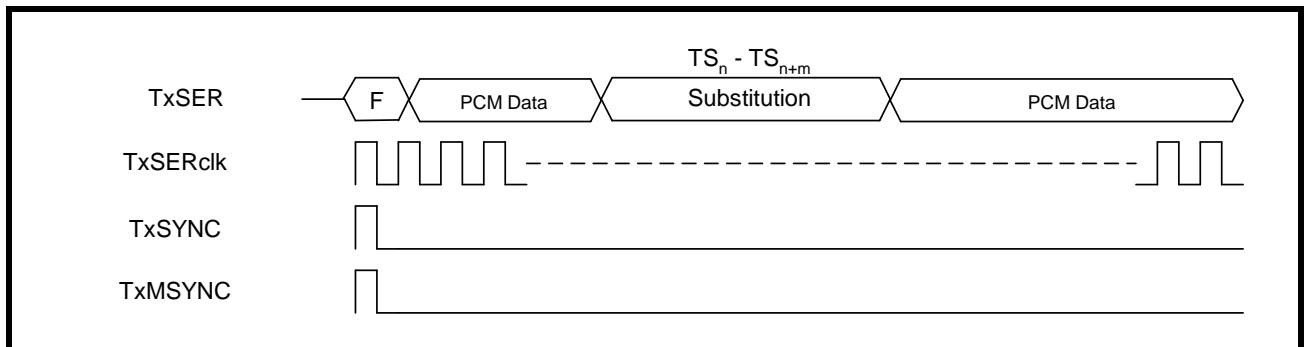 TSn - TSn+m
TxSER F PCM Data Substitution PCM Data
TxSERclk
TxSYNC
TxMSYNC